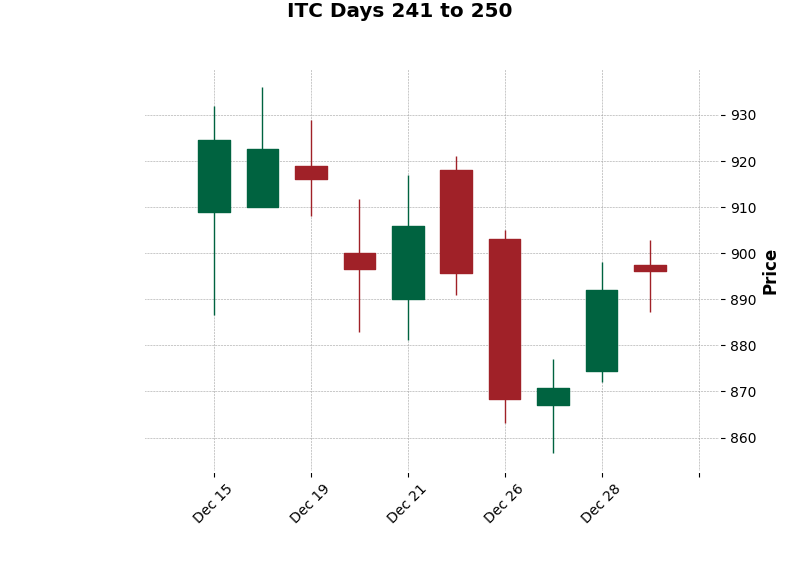 ITC Days 241 to 250
930
920
910
900
890
880
870
860
Price
Dec 15
Dec 19
Dec 21
Dec 26
Dec 28